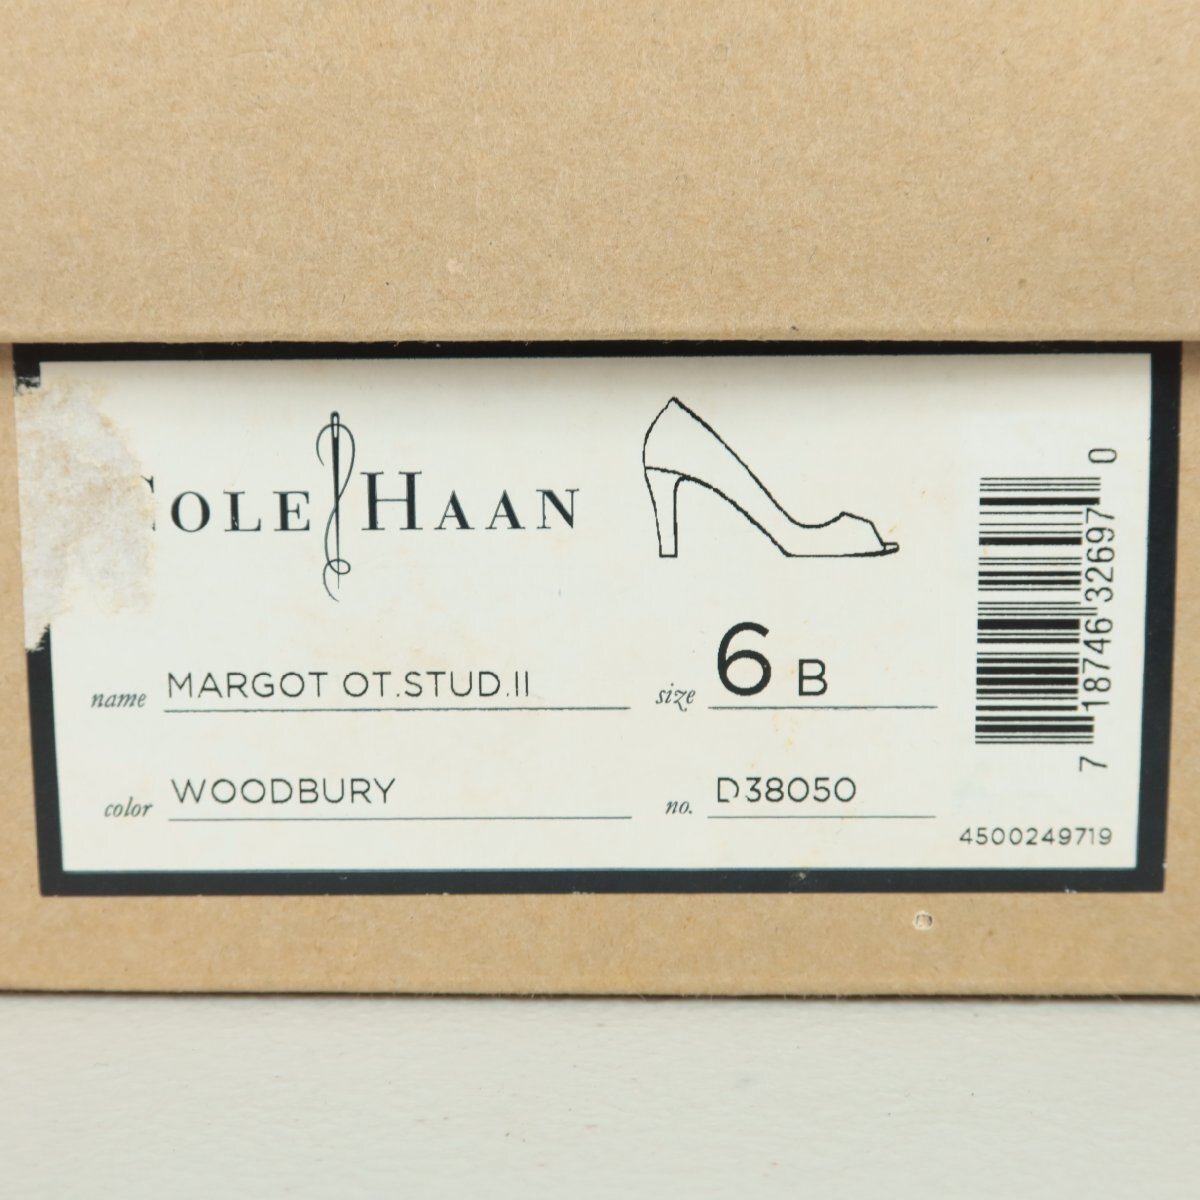 COLE HAAN
name MARGOT OT.STUD.II
size 6 B
color WOODBURY
no. D38050
7 18746 32697 0
4500249719